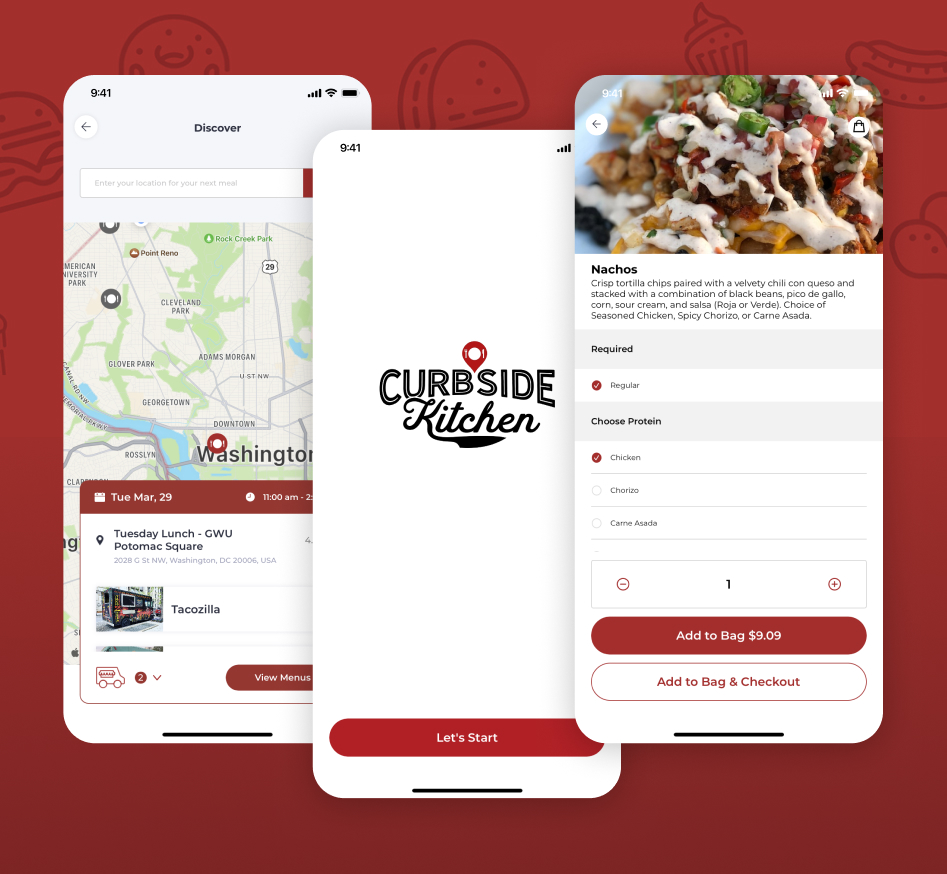 9:41
Discover
Enter your location for your next meal
Rock Creek Park
Point Reno
29
MERICAN
IVERSITY
PARK
CLEVELAND
PARK
ADAMS MORGAN
GLOVER PARK
U ST NW
CANAL RD NW
GEORGETOWN
DOWNTOWN
ROSSLYN
Washington
Tue Mar, 29
11:00 am - 2:
Tuesday Lunch - GWU
Potomac Square
4.
2028 G St NW, Washington, DC 20006, USA
Tacozilla
2
View Menus
9:41
CURBSIDE
Kitchen
Let's Start
9:41
Nachos
Crisp tortilla chips paired with a velvety chili con queso and
stacked with a combination of black beans, pico de gallo,
corn, sour cream, and salsa (Roja or Verde). Choice of
Seasoned Chicken, Spicy Chorizo, or Carne Asada.
Required
Regular
Choose Protein
Chicken
Chorizo
Carne Asada
1
Add to Bag $9.09
Add to Bag & Checkout